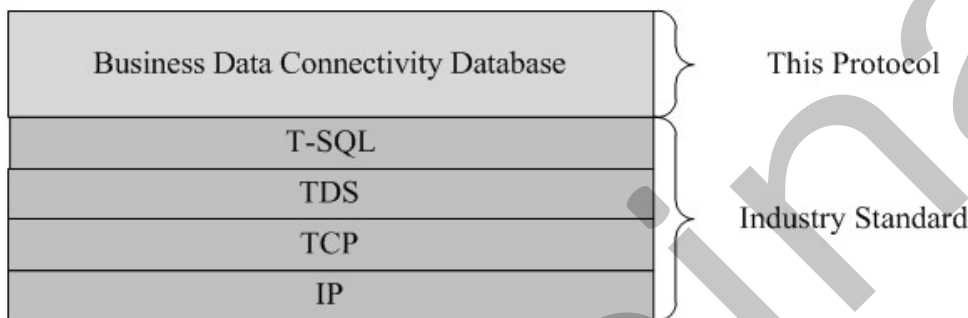 Business Data Connectivity Database
This Protocol
T-SQL
TDS
TCP
IP
Industry Standard